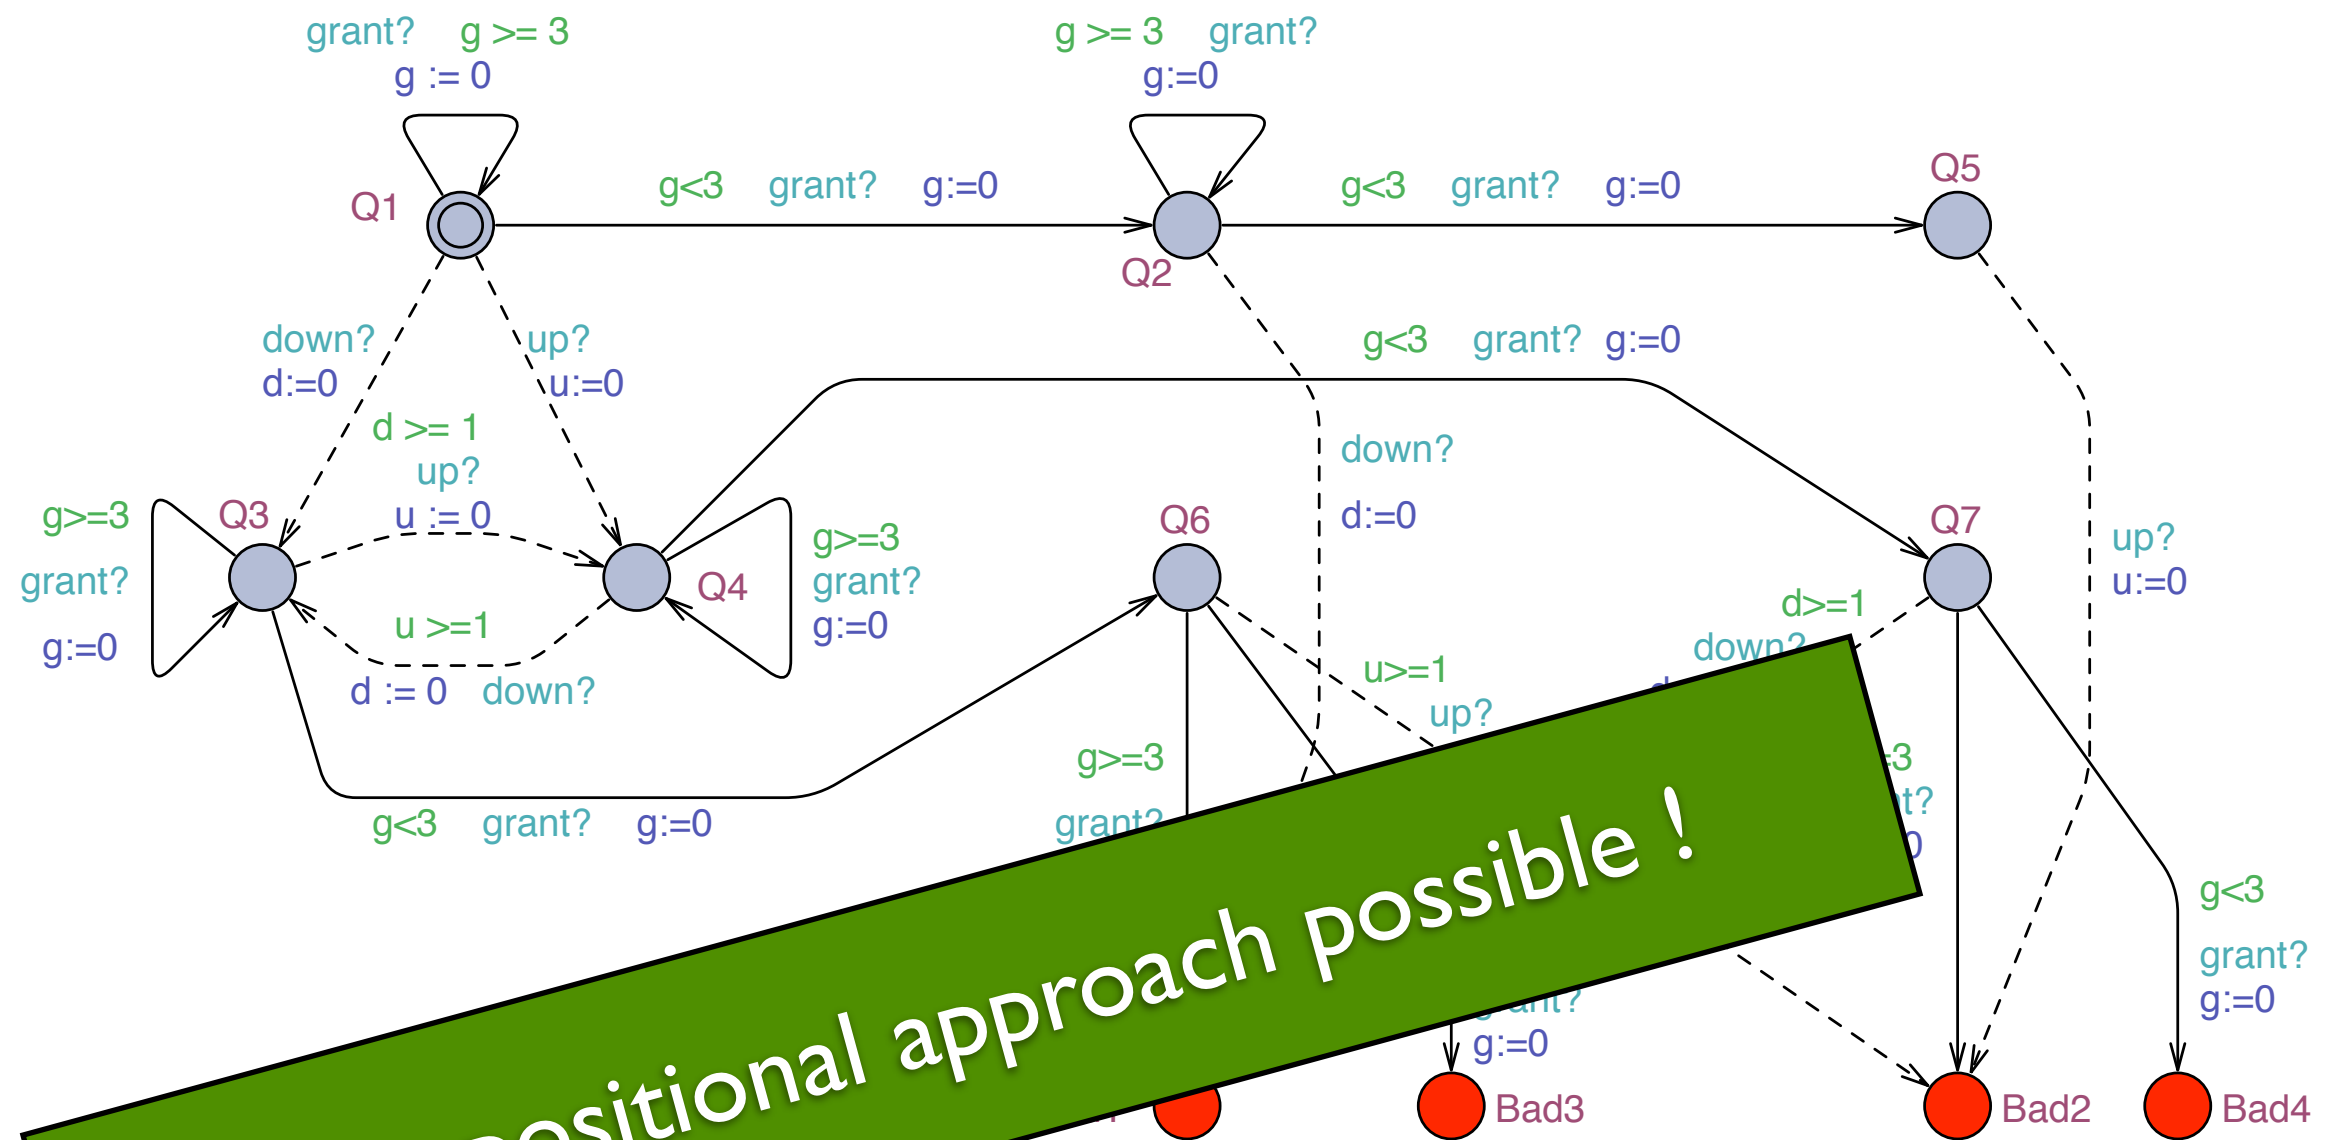 grant? g >= 3
g := 0
g >= 3 grant?
g:=0
Q1
g<3 grant? g:=0
Q2
g<3 grant? g:=0
Q5
down?
d:=0
up?
u:=0
g<3 grant? g:=0
d >= 1
up?
u := 0
down?
d:=0
g>=3
grant?
g:=0
Q3
Q4
g>=3
grant?
g:=0
u >=1
d := 0 down?
Q6
Q7
up?
u:=0
d>=1
down?
u>=1
up?
g>=3
grant?
g<3 grant? g:=0
g<3
grant?
g:=0
approach possible !
g:=0
Bad3
Bad2
Bad4